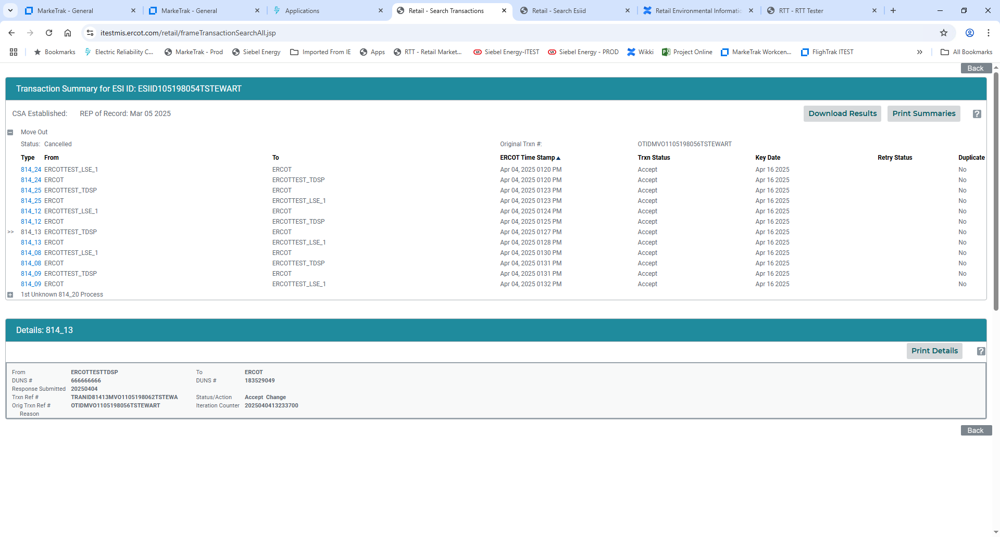 MarkeTrak - General
MarkeTrak - General
Applications
Retail - Search Transactions
Retail - Search Esiid
Retail Environmental Informatio
RTT - RTT Tester
itestmis.ercot.com/retail/frameTransactionSearchAll.jsp
Bookmarks
Electric Reliability C...
MarkeTrak - Prod
Siebel Energy
Imported From IE
Apps
RTT - Retail Market...
Siebel Energy-ITEST
Siebel Energy - PROD
Wikki
Project Online
MarkeTrak Workcen...
FlighTrak ITEST
All Bookmarks
Back
Transaction Summary for ESI ID: ESIID105198054TSTEWART
CSA Established: REP of Record: Mar 05 2025
Download Results
Print Summaries
?
Move Out
Status: Cancelled Original Trxn #: OTIDMVO1105198056TSTEWART
Type From To ERCOT Time Stamp Trxn Status Key Date Retry Status Duplicate
814_24 ERCOTTEST_LSE_1 ERCOT Apr 04, 2025 0120 PM Accept Apr 16 2025 No
814_24 ERCOT ERCOTTEST_TDSP Apr 04, 2025 0120 PM Accept Apr 16 2025 No
814_25 ERCOTTEST_TDSP ERCOT Apr 04, 2025 0123 PM Accept Apr 16 2025 No
814_25 ERCOT ERCOTTEST_LSE_1 Apr 04, 2025 0123 PM Accept Apr 16 2025 No
814_12 ERCOTTEST_LSE_1 ERCOT Apr 04, 2025 0124 PM Accept Apr 16 2025 No
814_12 ERCOT ERCOTTEST_TDSP Apr 04, 2025 0125 PM Accept Apr 16 2025 No
>> 814_13 ERCOTTEST_TDSP ERCOT Apr 04, 2025 0127 PM Accept Apr 16 2025 No
814_13 ERCOT ERCOTTEST_LSE_1 Apr 04, 2025 0128 PM Accept Apr 16 2025 No
814_08 ERCOTTEST_LSE_1 ERCOT Apr 04, 2025 0130 PM Accept Apr 16 2025 No
814_08 ERCOT ERCOTTEST_TDSP Apr 04, 2025 0131 PM Accept Apr 16 2025 No
814_09 ERCOTTEST_TDSP ERCOT Apr 04, 2025 0131 PM Accept Apr 16 2025 No
814_09 ERCOT ERCOTTEST_LSE_1 Apr 04, 2025 0132 PM Accept Apr 16 2025 No
1st Unknown 814_20 Process
Details: 814_13
Print Details
?
From ERCOTTESTTDSP To ERCOT
DUNS # 666666666 DUNS # 183529049
Response Submitted 20250404
Trxn Ref # TRANID81413MVO1105198062TSTEWA Status/Action Accept Change
Orig Trxn Ref # OTIDMVO1105198056TSTEWART Iteration Counter 2025040413233700
Reason
Back